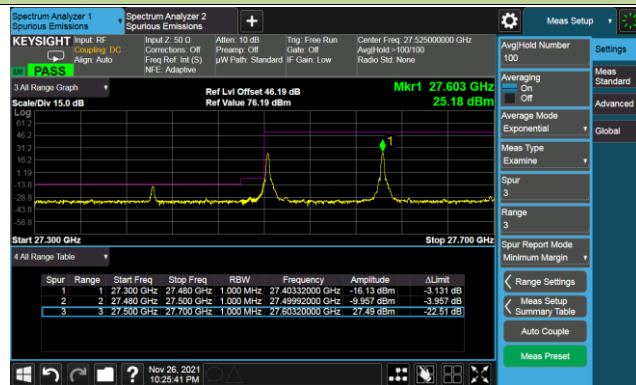 Spectrum Analyzer 1
Spurious Emissions
Spectrum Analyzer 2
Spurious Emissions
Meas Setup
KEYSIGHT
Input: RF
Coupling: DC
Align: Auto
Input Z: 50 Ω
Corrections: Off
Freq Ref: Int (S)
NFE: Adaptive
Atten: 10 dB
Preamp: Off
µW Path: Standard
Trig: Free Run
Gate: Off
IF Gain: Low
Center Freq: 27.525000000 GHz
Avg|Hold:>100/100
Radio Std: None
PASS
3 All Range Graph
Scale/Div 15.0 dB
Ref Lvl Offset 46.19 dB
Ref Value 76.19 dBm
Mkr1 27.603 GHz
25.18 dBm
Log
61.2
46.2
31.2
16.2
1.19
-13.8
-28.8
-43.8
-58.8
1
Start 27.300 GHz
Stop 27.700 GHz
4 All Range Table
Spur Range Start Freq Stop Freq RBW Frequency Amplitude ΔLimit
1 1 27.300 GHz 27.480 GHz 1.000 MHz 27.40332000 GHz -16.13 dBm -3.131 dB
2 2 27.480 GHz 27.500 GHz 1.000 MHz 27.49992000 GHz -9.957 dBm -3.957 dB
3 3 27.500 GHz 27.700 GHz 1.000 MHz 27.60320000 GHz 27.49 dBm -22.51 dB
Nov 26, 2021
10:25:41 PM
Avg|Hold Number
100
Averaging
On
Off
Average Mode
Exponential
Meas Type
Examine
Spur
3
Range
3
Spur Report Mode
Minimum Margin
Range Settings
Meas Setup
Summary Table
Auto Couple
Meas Preset
Settings
Meas
Standard
Advanced
Global